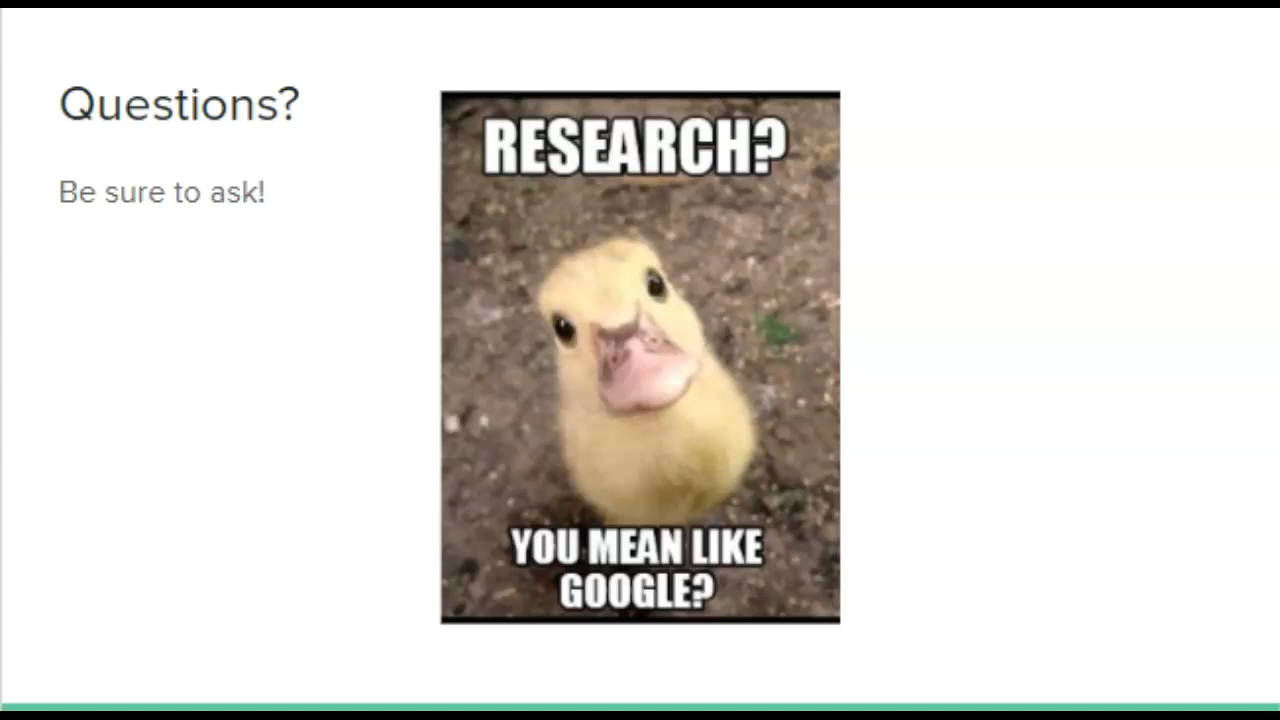 Questions?
Be sure to ask!
RESEARCH?
YOU MEAN LIKE
GOOGLE?